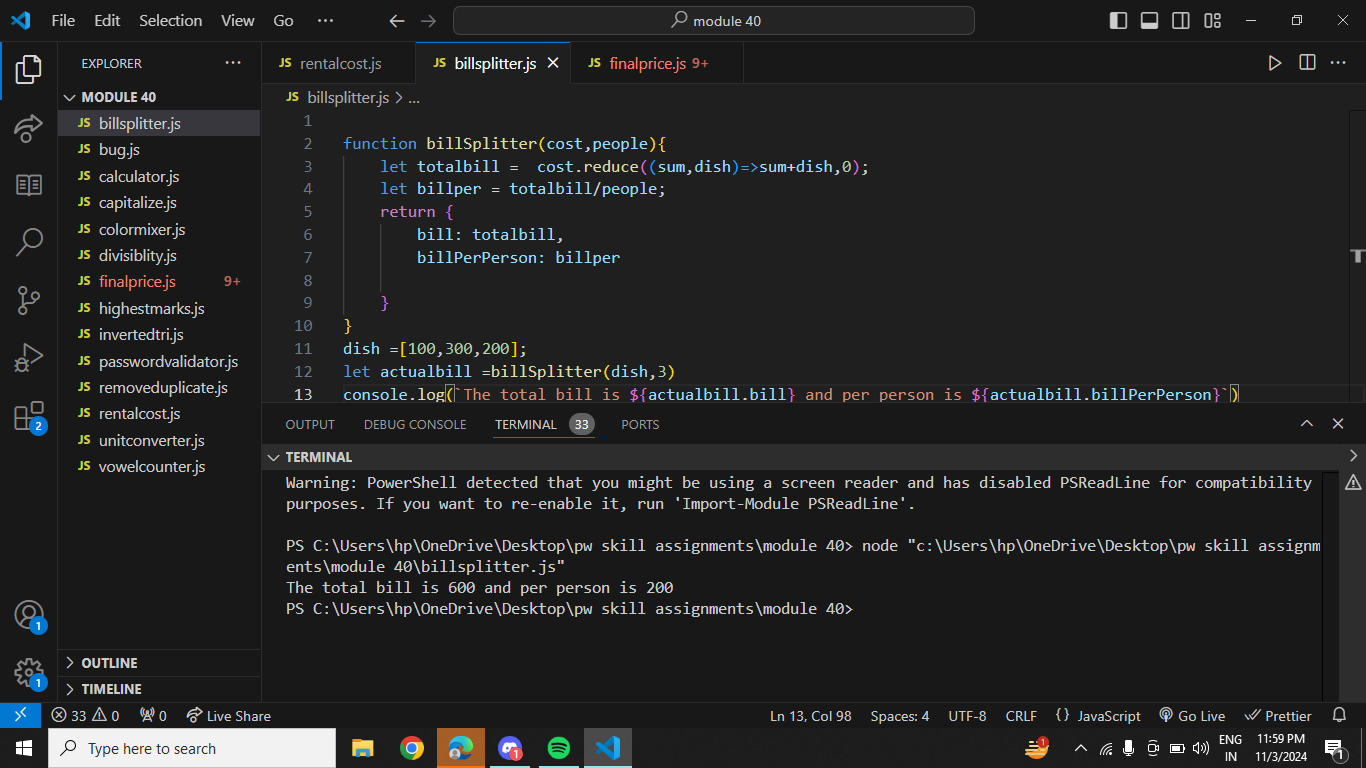 File Edit Selection View Go ··· module 40
EXPLORER ···
MODULE 40
JS billsplitter.js
JS bug.js
JS calculator.js
JS capitalize.js
JS colormixer.js
JS divisiblity.js
JS finalprice.js 9+
JS highestmarks.js
JS invertedtri.js
JS passwordvalidator.js
JS removeduplicate.js
JS rentalcost.js
JS unitconverter.js
JS vowelcounter.js
OUTLINE
TIMELINE
2
1
1
JS rentalcost.js JS billsplitter.js JS finalprice.js 9+
JS billsplitter.js > ...
1
2 function billSplitter(cost,people){
3 let totalbill =  cost.reduce((sum,dish)=>sum+dish,0);
4 let billper = totalbill/people;
5 return {
6 bill: totalbill,
7 billPerPerson: billper
8
9 }
10 }
11 dish =[100,300,200];
12 let actualbill =billSplitter(dish,3)
13 console.log(`The total bill is ${actualbill.bill} and per person is ${actualbill.billPerPerson}`)
OUTPUT DEBUG CONSOLE TERMINAL 33 PORTS
TERMINAL
Warning: PowerShell detected that you might be using a screen reader and has disabled PSReadLine for compatibility
purposes. If you want to re-enable it, run 'Import-Module PSReadLine'.
PS C:\Users\hp\OneDrive\Desktop\pw skill assignments\module 40> node "c:\Users\hp\OneDrive\Desktop\pw skill assignm
ents\module 40\billsplitter.js"
The total bill is 600 and per person is 200
PS C:\Users\hp\OneDrive\Desktop\pw skill assignments\module 40>
33 0 0 Live Share Ln 13, Col 98 Spaces: 4 UTF-8 CRLF {} JavaScript Go Live Prettier
Type here to search 1 1 ENG IN 11:59 PM 11/3/2024 1